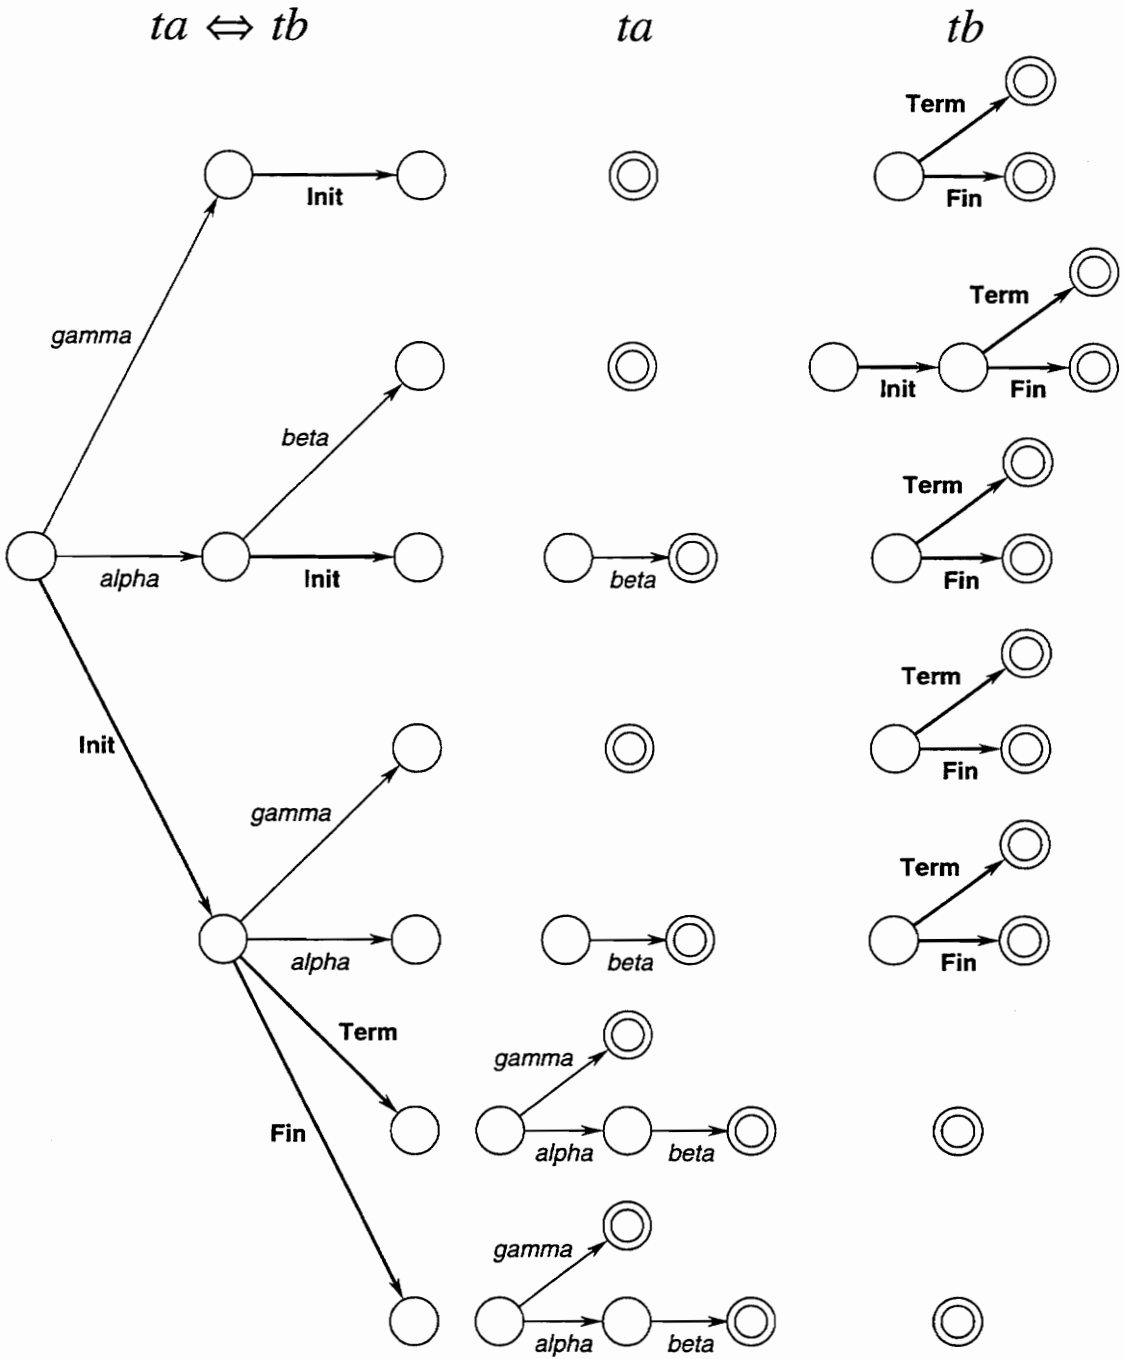 ta ⇔ tb ta tb
Term
Init Fin
Term
gamma
Init Fin
beta
Term
alpha Init beta Fin
Term
Init
Fin
gamma
Term
alpha beta Fin
Term
gamma
Fin
alpha beta
gamma
alpha beta